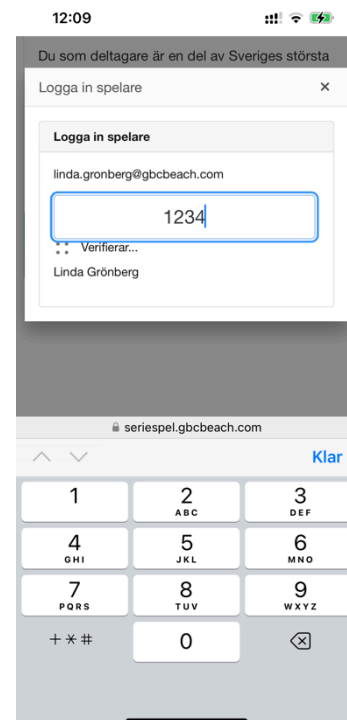 12:09
Du som deltagare är en del av Sveriges största
Logga in spelare ×
Logga in spelare
linda.gronberg@gbcbeach.com
1234
Verifierar...
Linda Grönberg
seriespel.gbcbeach.com
Klar
1 2 3
ABC DEF
4 5 6
GHI JKL MNO
7 8 9
PQRS TUV WXYZ
+*# 0